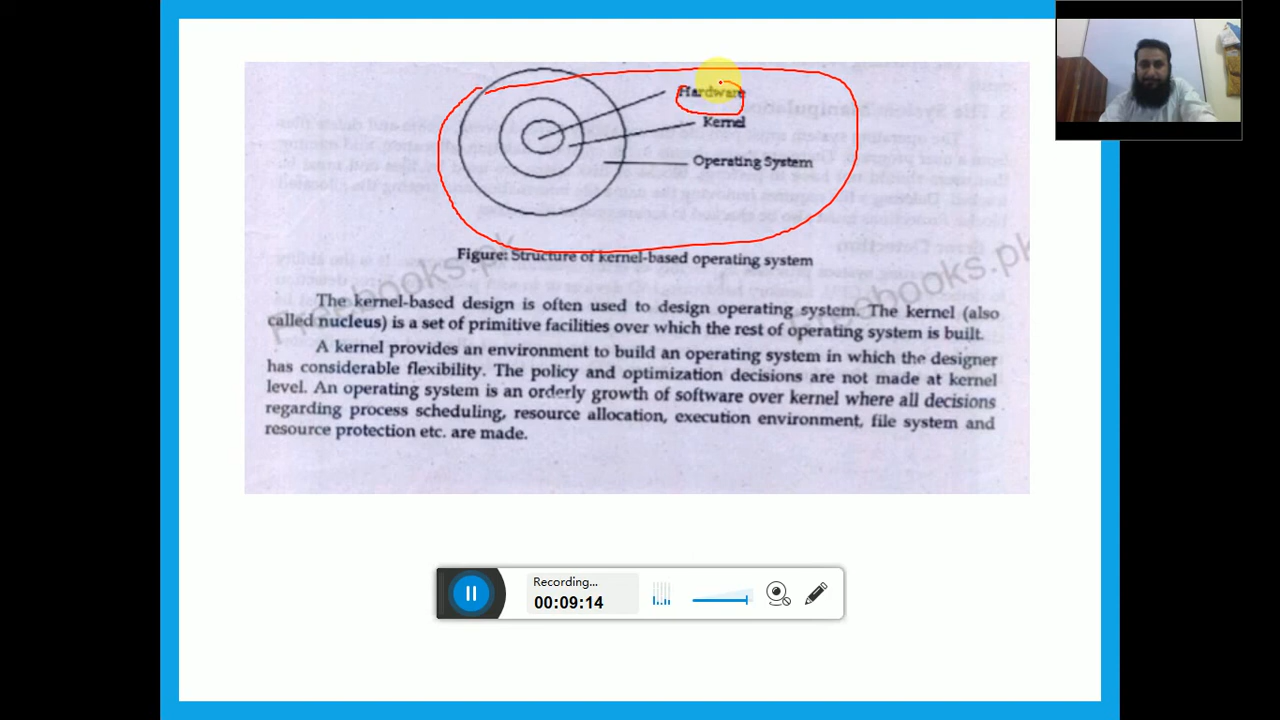 Hardware
Kernel
Operating System
Figure: Structure of kernel-based operating system
Freebooks.pk
Freebooks.pk
The kernel-based design is often used to design operating system. The kernel (also
called nucleus) is a set of primitive facilities over which the rest of operating system is built.
A kernel provides an environment to build an operating system in which the designer
has considerable flexibility. The policy and optimization decisions are not made at kernel
level. An operating system is an orderly growth of software over kernel where all decisions
regarding process scheduling, resource allocation, execution environment, file system and
resource protection etc. are made.
Recording...
00:09:14